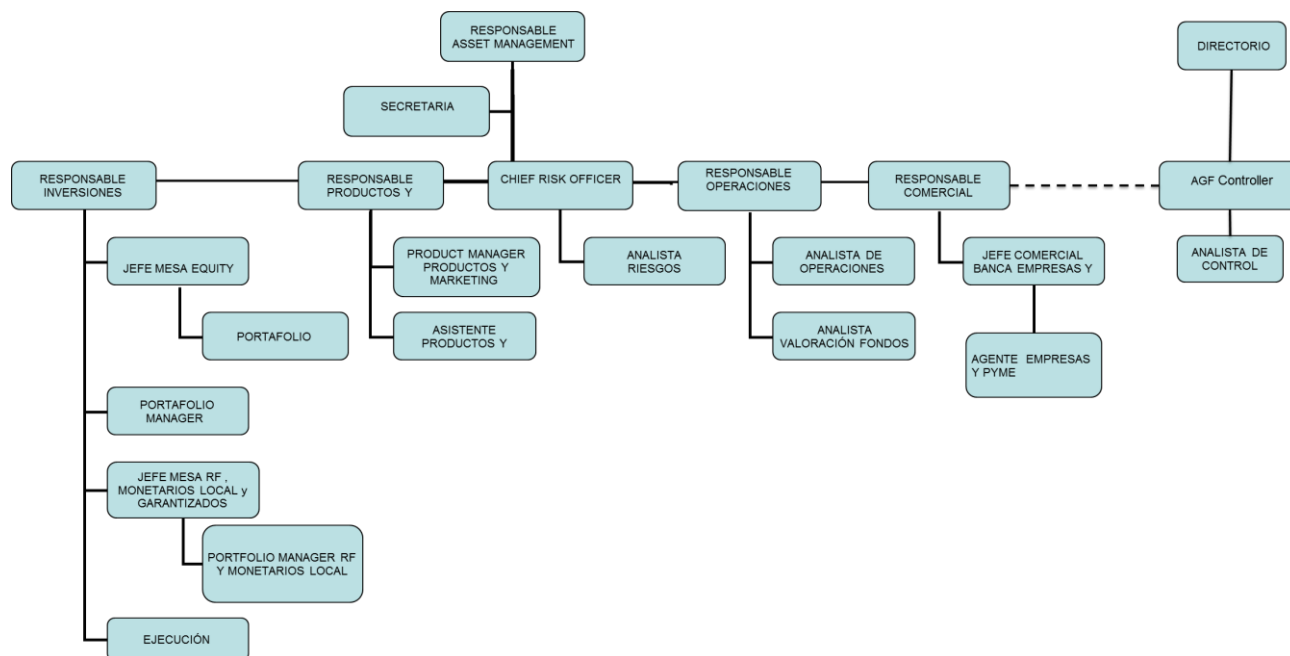 RESPONSABLE
ASSET MANAGEMENT
DIRECTORIO
SECRETARIA
RESPONSABLE
INVERSIONES
RESPONSABLE
PRODUCTOS Y
CHIEF RISK OFFICER
RESPONSABLE
OPERACIONES
RESPONSABLE
COMERCIAL
AGF Controller
JEFE MESA EQUITY
PRODUCT MANAGER
PRODUCTOS Y
MARKETING
ANALISTA
RIESGOS
ANALISTA DE
OPERACIONES
JEFE COMERCIAL
BANCA EMPRESAS Y
ANALISTA DE
CONTROL
PORTAFOLIO
ASISTENTE
PRODUCTOS Y
ANALISTA
VALORACIÓN FONDOS
AGENTE EMPRESAS
Y PYME
PORTAFOLIO
MANAGER
JEFE MESA RF ,
MONETARIOS LOCAL y
GARANTIZADOS
PORTFOLIO MANAGER RF
Y MONETARIOS LOCAL
EJECUCIÓN